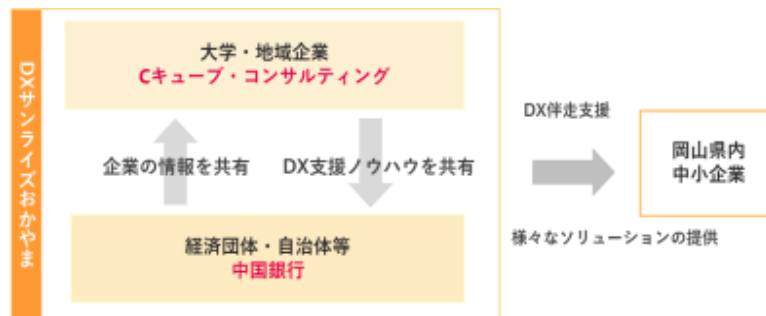 DXサンライズおかやま
大学・地域企業
Cキューブ・コンサルティング
企業の情報を共有
DX支援ノウハウを共有
経済団体・自治体等
中国銀行
DX伴走支援
様々なソリューションの提供
岡山県内
中小企業